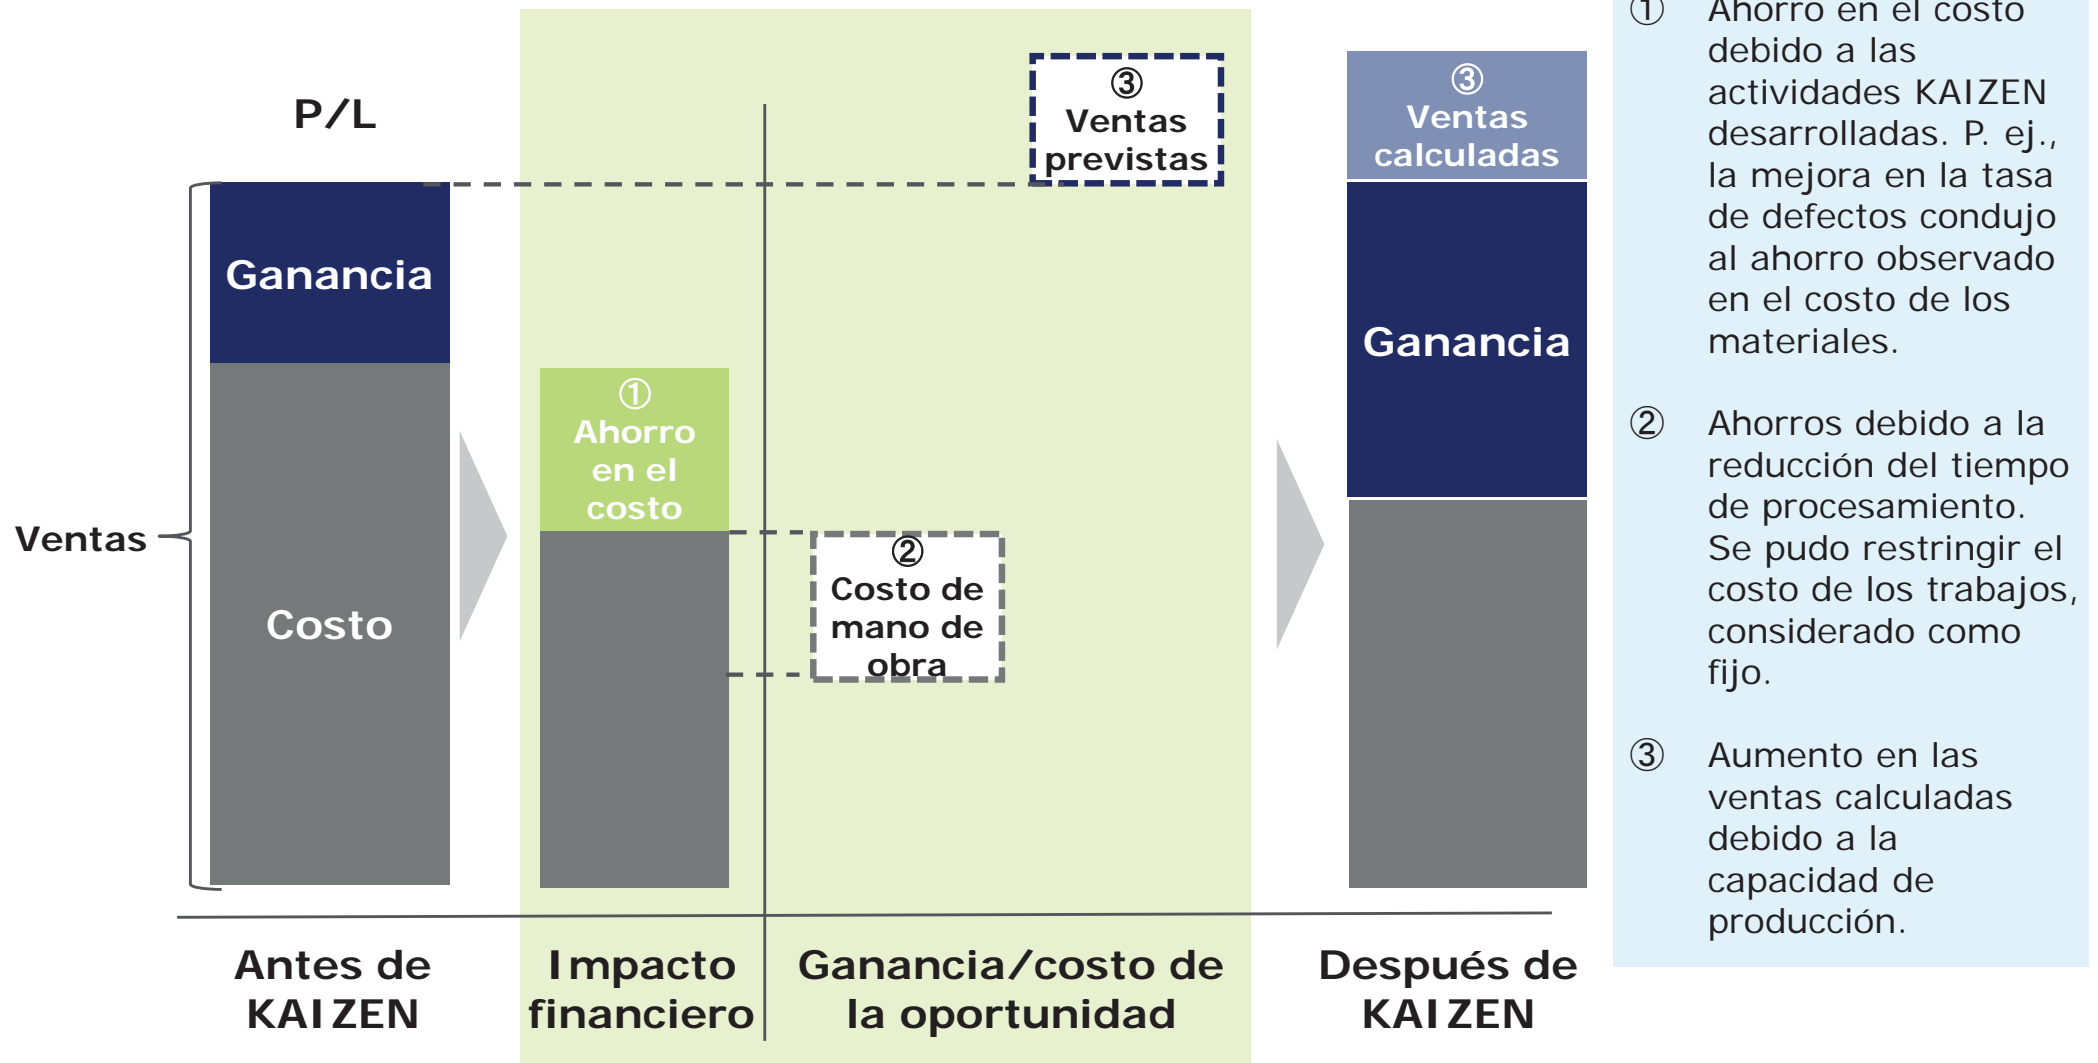 P/L
Ventas
Ganancia
Costo
①
Ahorro
en el
costo
②
Costo de
mano de
obra
③
Ventas
previstas
③
Ventas
calculadas
Ganancia
Antes de
KAIZEN
Impacto
financiero
Ganancia/costo de
la oportunidad
Después de
KAIZEN
① Ahorro en el costo
debido a las
actividades KAIZEN
desarrolladas. P. ej.,
la mejora en la tasa
de defectos condujo
al ahorro observado
en el costo de los
materiales.
② Ahorros debido a la
reducción del tiempo
de procesamiento.
Se pudo restringir el
costo de los trabajos,
considerado como
fijo.
③ Aumento en las
ventas calculadas
debido a la
capacidad de
producción.